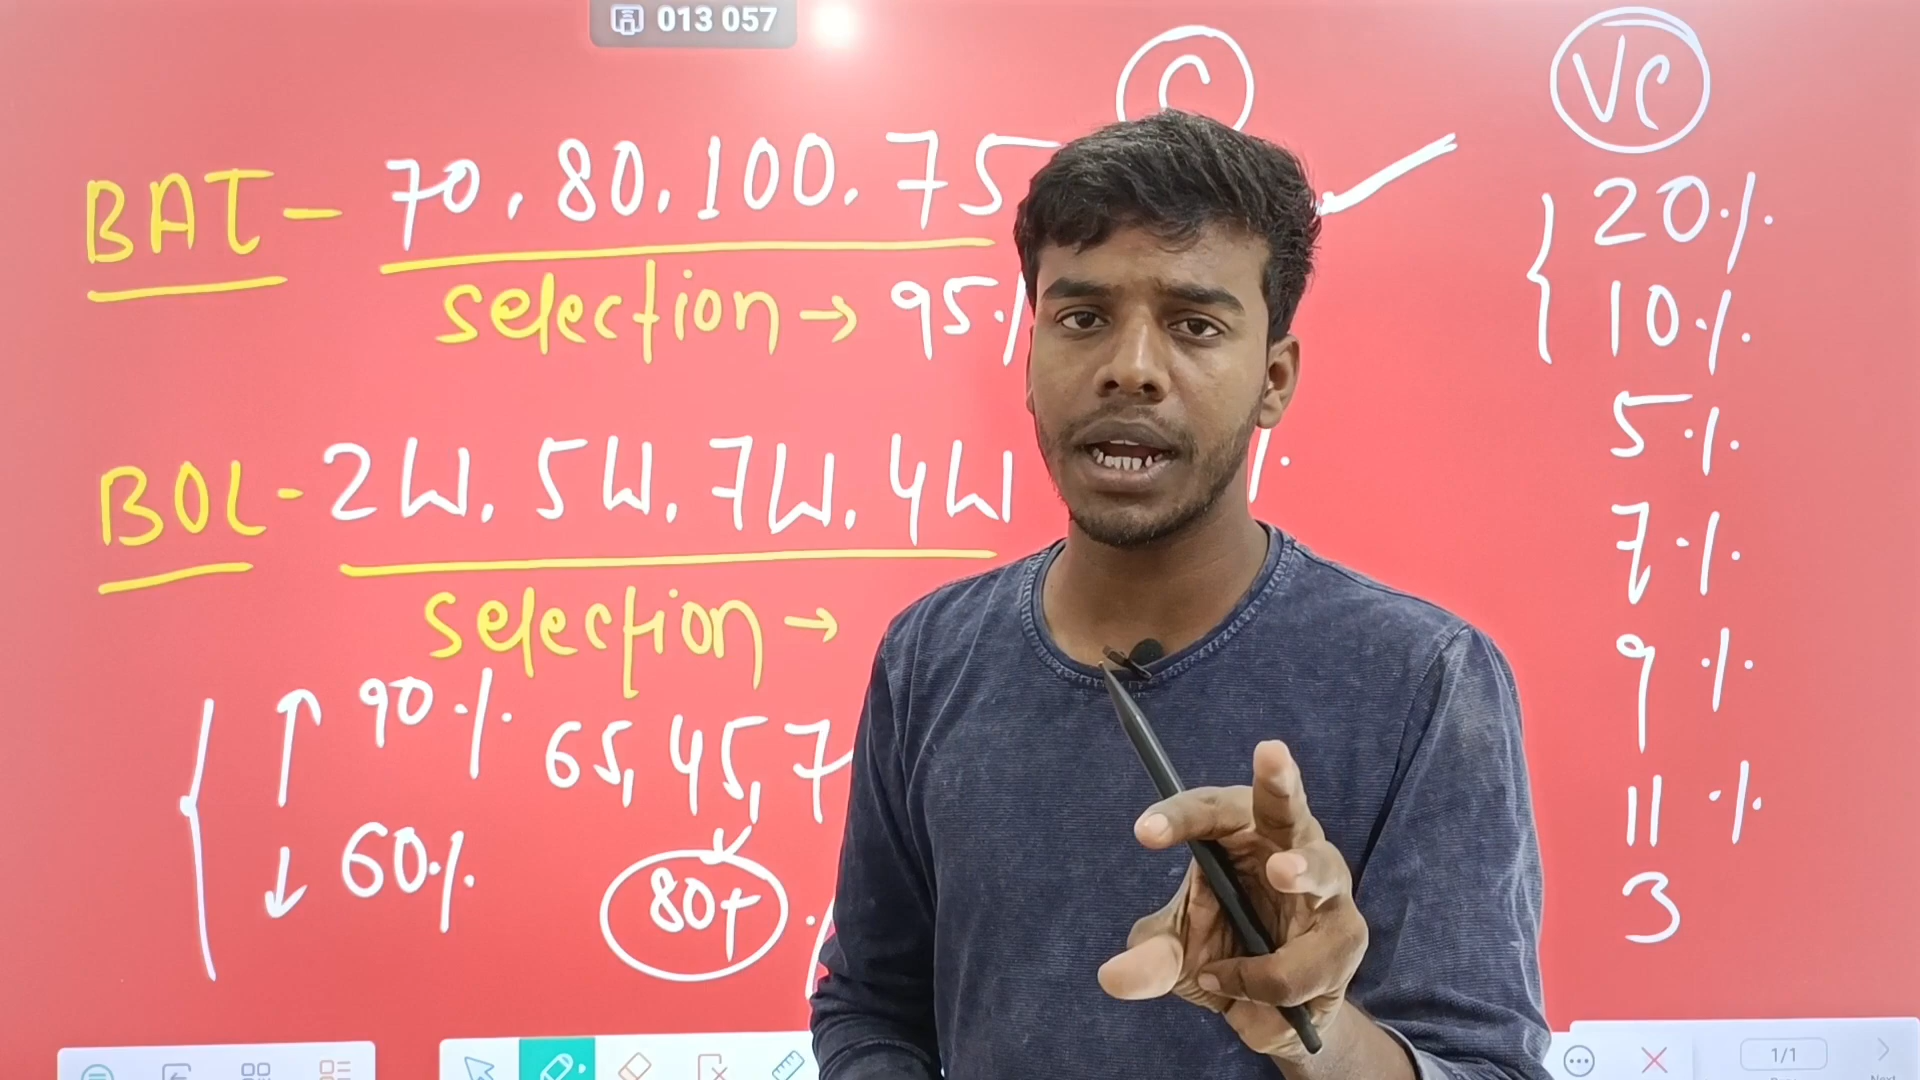 013 057
C
VC
BAT - 70, 80, 100, 75
selection → 95%
20%
10%
5%
BOL - 2W, 5W, 7W, 4W
%
7%
selection →
9%
↑ 90%
65, 45, 7
11%
↓ 60%
80+
3
1/1
Next